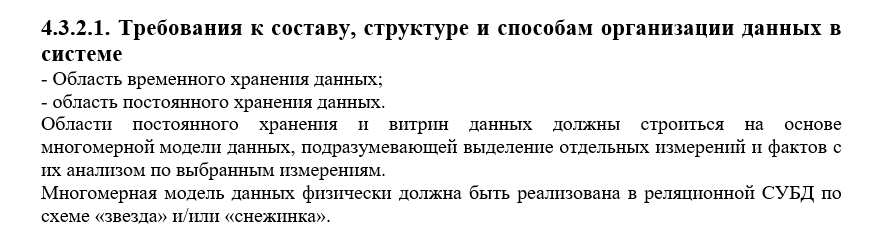 4.3.2.1. Требования к составу, структуре и способам организации данных в
системе
- Область временного хранения данных;
- область постоянного хранения данных.
Области постоянного хранения и витрин данных должны строиться на основе
многомерной модели данных, подразумевающей выделение отдельных измерений и фактов с
их анализом по выбранным измерениям.
Многомерная модель данных физически должна быть реализована в реляционной СУБД по
схеме «звезда» и/или «снежинка».